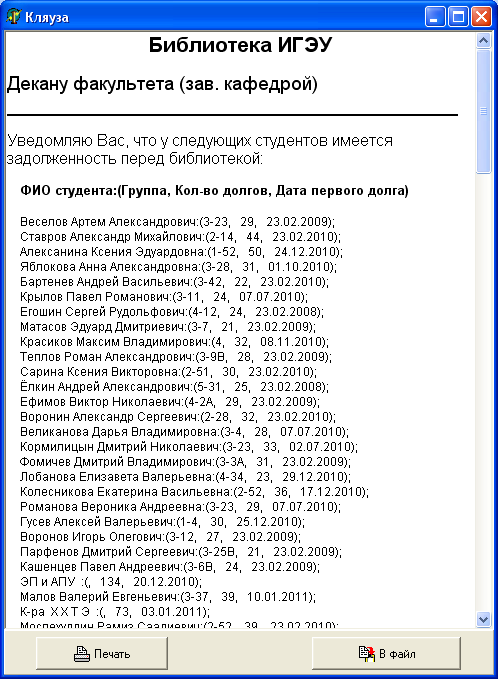 Кляуза
Библиотека ИГЭУ
Декану факультета (зав. кафедрой)
Уведомляю Вас, что у следующих студентов имеется
задолженность перед библиотекой:
ФИО студента:(Группа, Кол-во долгов, Дата первого долга)
Веселов Артем Александрович:(3-23, 29, 23.02.2009);
Ставров Александр Михайлович:(2-14, 44, 23.02.2010);
Алексанина Ксения Эдуардовна:(1-52, 50, 24.12.2010);
Яблокова Анна Александровна:(3-28, 31, 01.10.2010);
Бартенев Андрей Васильевич:(3-42, 22, 23.02.2010);
Крылов Павел Романович:(3-11, 24, 07.07.2010);
Егошин Сергей Рудольфович:(4-12, 24, 23.02.2008);
Матасов Эдуард Дмитриевич:(3-7, 21, 23.02.2009);
Красиков Максим Владимирович:(4, 32, 08.11.2010);
Теплов Роман Александрович:(3-9В, 28, 23.02.2009);
Сарина Ксения Викторовна:(2-51, 30, 23.02.2010);
Ёлкин Андрей Александрович:(5-31, 25, 23.02.2008);
Ефимов Виктор Николаевич:(4-2А, 29, 23.02.2009);
Воронин Александр Сергеевич:(2-28, 32, 23.02.2010);
Великанова Дарья Владимировна:(3-4, 28, 07.07.2010);
Кормилицын Дмитрий Николаевич:(3-23, 33, 02.07.2010);
Фомичев Дмитрий Владимирович:(3-3А, 31, 23.02.2009);
Лобанова Елизавета Валерьевна:(4-34, 23, 29.12.2010);
Колесникова Екатерина Васильевна:(2-52, 36, 17.12.2010);
Романова Вероника Андреевна:(3-23, 29, 07.07.2010);
Гусев Алексей Валерьевич:(1-4, 30, 25.12.2010);
Воронов Игорь Олегович:(3-12, 27, 23.02.2009);
Парфенов Дмитрий Сергеевич:(3-25В, 21, 23.02.2009);
Кашенцев Павел Андреевич:(3-6В, 24, 23.02.2009);
ЭП и АПУ :(, 134, 20.12.2010);
Малов Валерий Евгеньевич:(3-37, 39, 10.01.2011);
К-ра Х Х Т Э :(, 73, 03.01.2011);
Мослехуллин Рамиз Саадиевич:(2-52, 39, 23.02.2010);
Печать
В файл